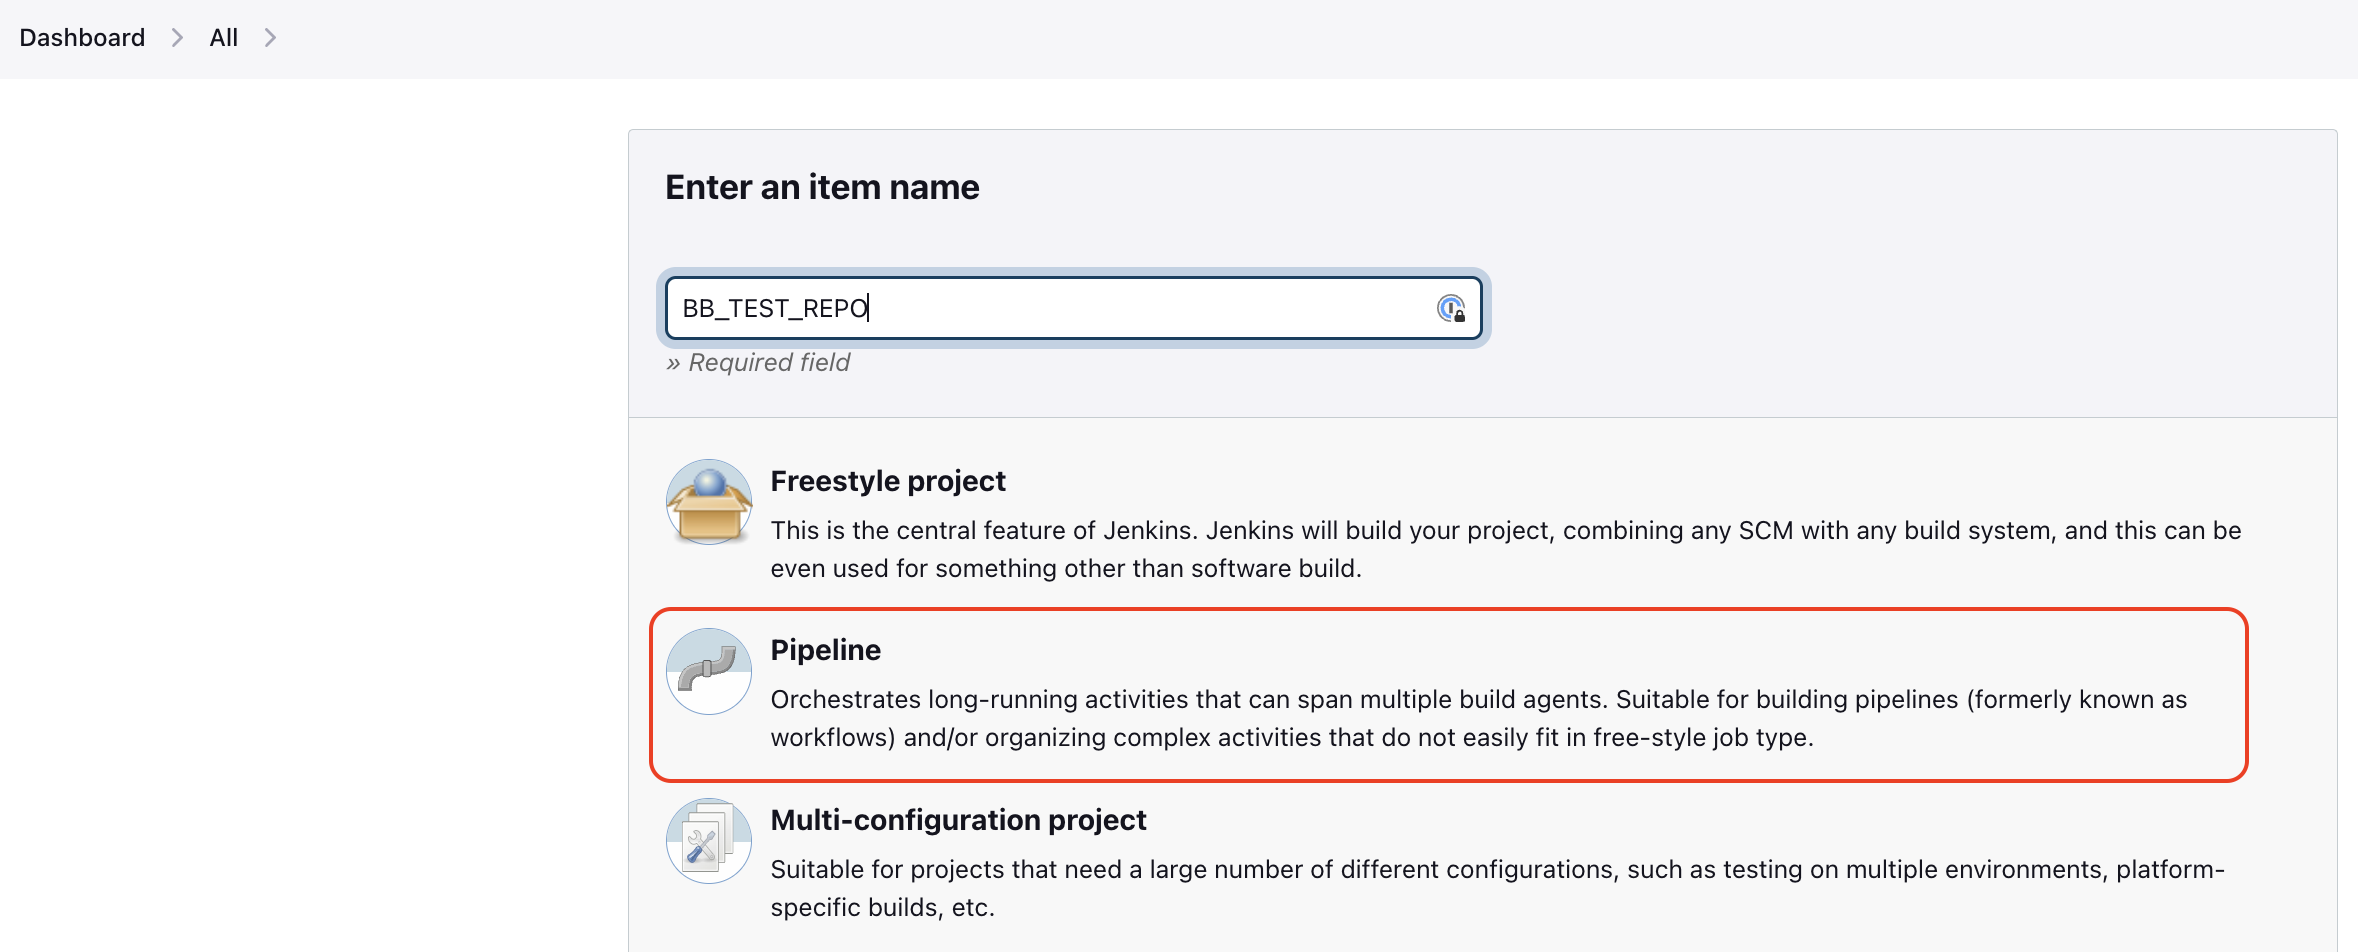 Dashboard > All >
Enter an item name
BB_TEST_REPO
» Required field
Freestyle project
This is the central feature of Jenkins. Jenkins will build your project, combining any SCM with any build system, and this can be
even used for something other than software build.
Pipeline
Orchestrates long-running activities that can span multiple build agents. Suitable for building pipelines (formerly known as
workflows) and/or organizing complex activities that do not easily fit in free-style job type.
Multi-configuration project
Suitable for projects that need a large number of different configurations, such as testing on multiple environments, platform-
specific builds, etc.